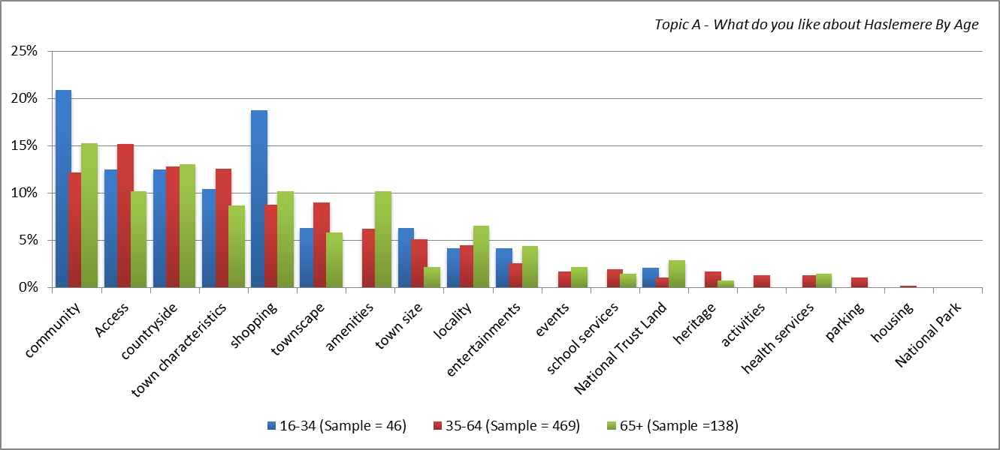 Topic A - What do you like about Haslemere By Age
25%
20%
15%
10%
5%
0%
community
Access
countryside
town characteristics
shopping
townscape
amenities
town size
locality
entertainments
events
school services
National Trust Land
heritage
activities
health services
parking
housing
National Park
16-34 (Sample = 46)
35-64 (Sample = 469)
65+ (Sample =138)